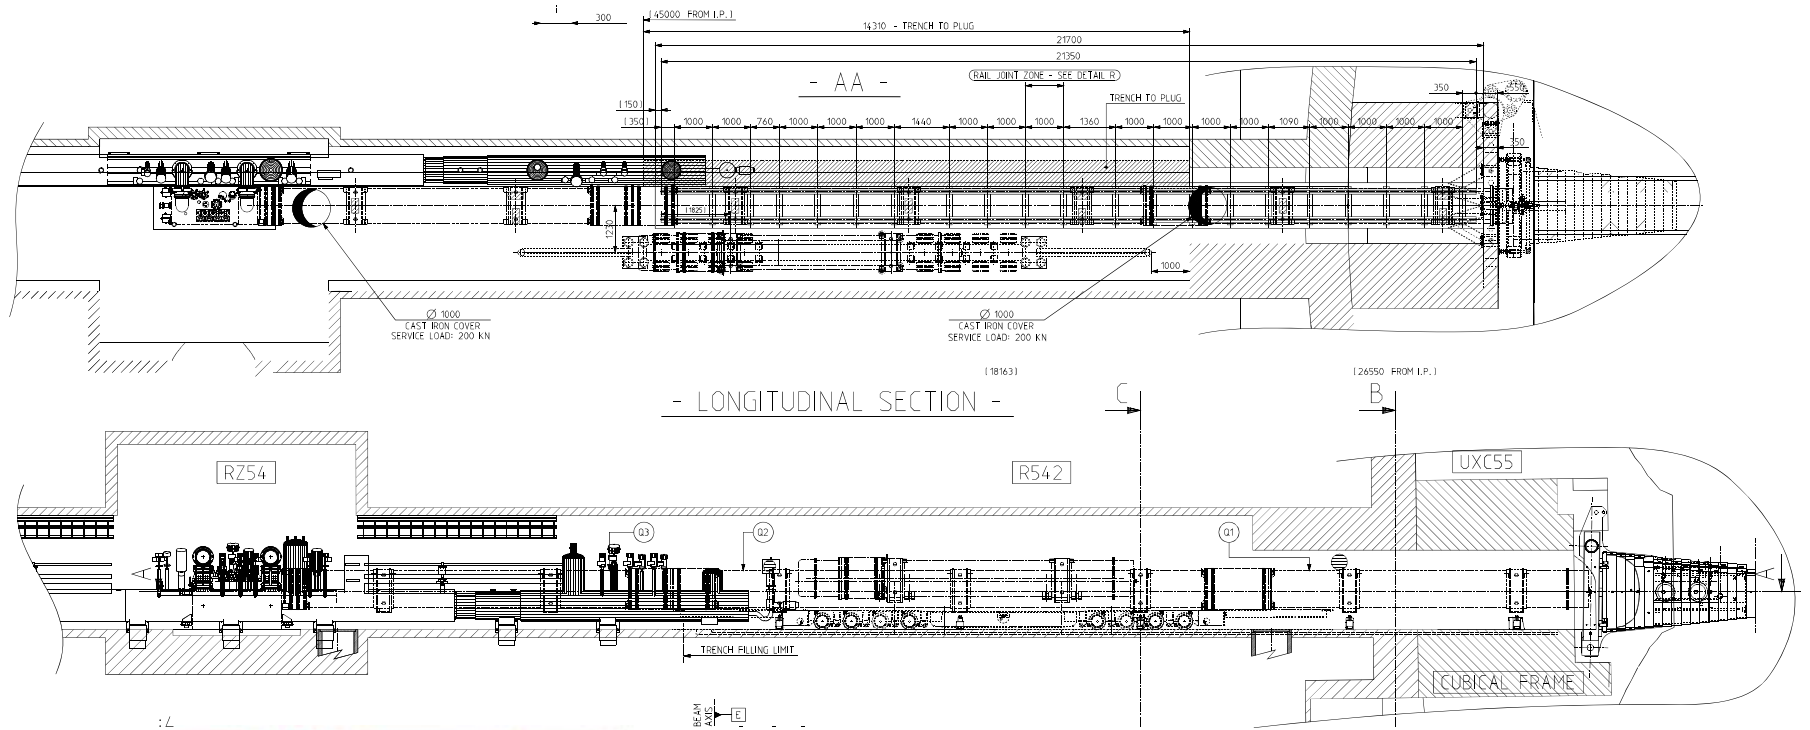 300
(45000 FROM I.P.)
14310 - TRENCH TO PLUG
21700
21350
- AA -
RAIL JOINT ZONE - SEE DETAIL R
TRENCH TO PLUG
350
350
(150)
(350)
1000
1000
760
1000
1000
1000
1440
1000
1000
1000
1360
1000
1000
1000
1000
1090
1000
1000
1000
1000
350
(1825)
1230
1000
Ø 1000
CAST IRON COVER
SERVICE LOAD: 200 KN
Ø 1000
CAST IRON COVER
SERVICE LOAD: 200 KN
(18163)
(26550 FROM I.P.)
- LONGITUDINAL SECTION -
C
B
RZ54
R542
UXC55
Q3
Q2
Q1
A
A
TRENCH FILLING LIMIT
CUBICAL FRAME
BEAM
AXIS
E